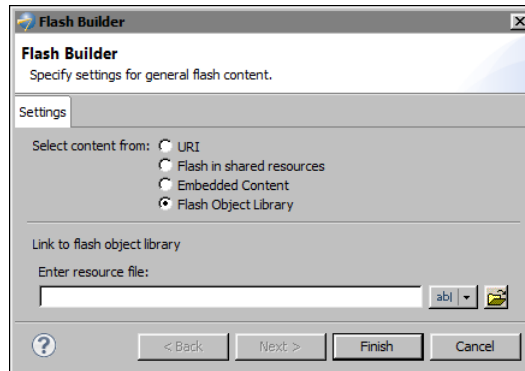 Flash Builder
Flash Builder
Specify settings for general flash content.
Settings
Select content from: URI
Flash in shared resources
Embedded Content
Flash Object Library
Link to flash object library
Enter resource file:
ab|
< Back Next > Finish Cancel